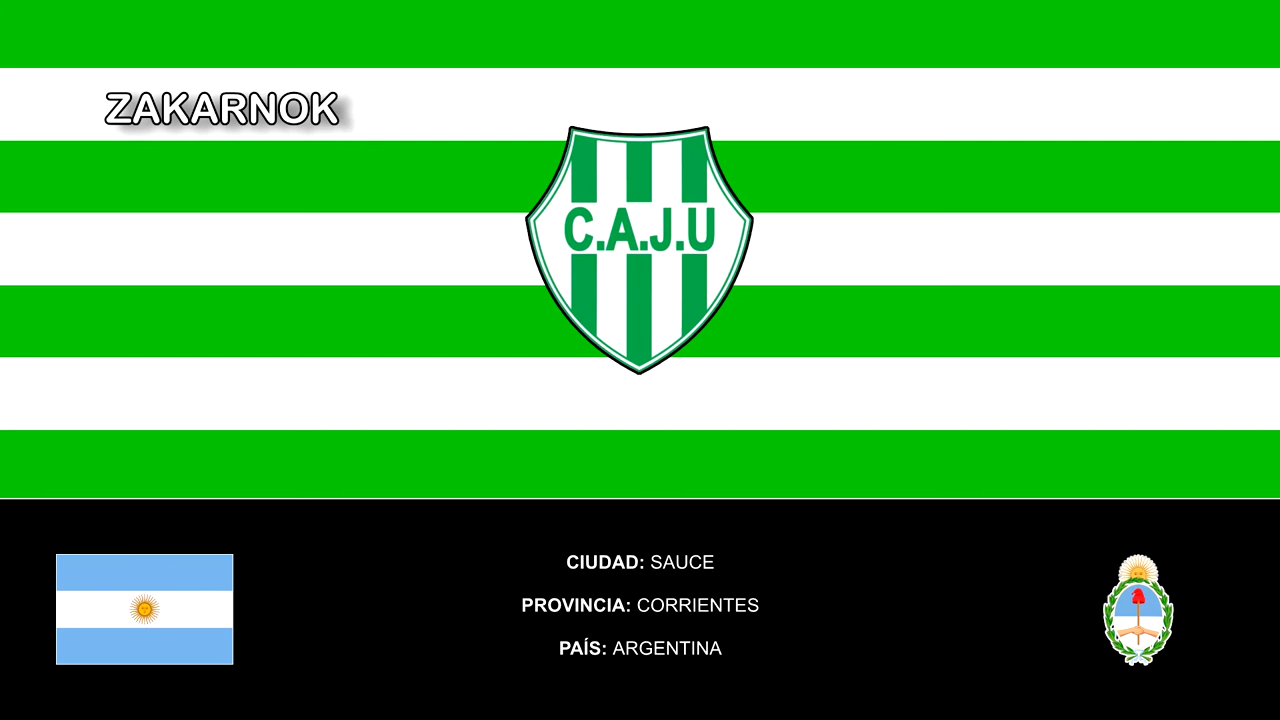 ZAKARNOK
C.A.J.U
CIUDAD: SAUCE
PROVINCIA: CORRIENTES
PAÍS: ARGENTINA